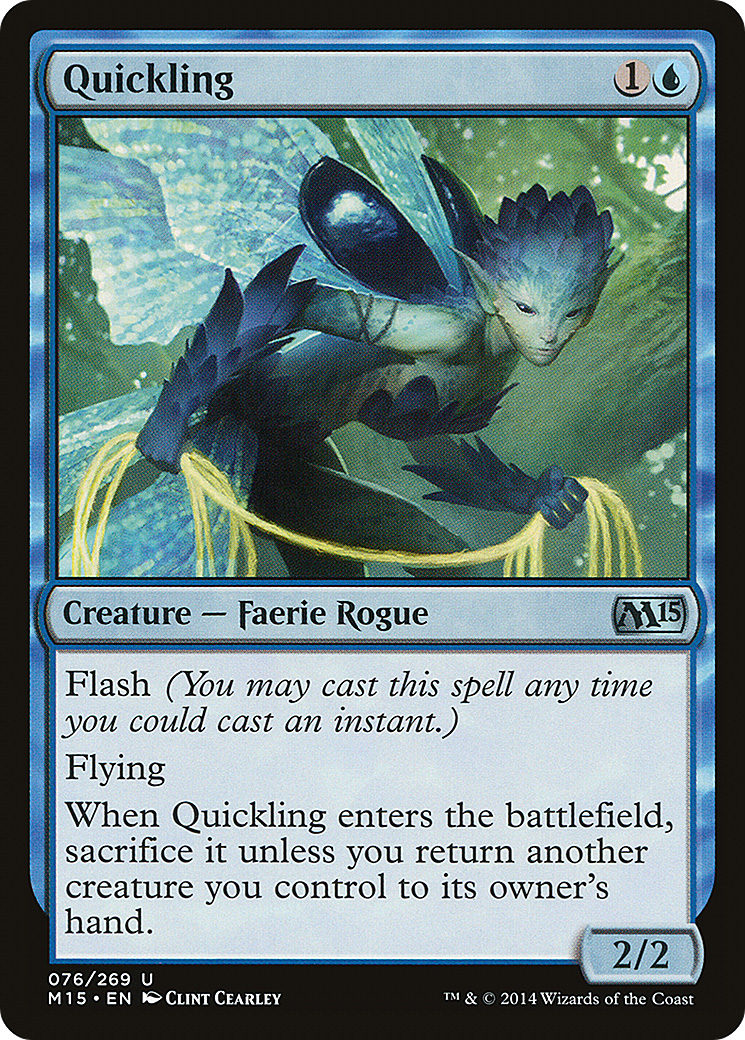 Quickling 1
Creature — Faerie Rogue M15
Flash (You may cast this spell any time
you could cast an instant.)
Flying
When Quickling enters the battlefield,
sacrifice it unless you return another
creature you control to its owner's
hand.
2/2
076/269 U
M15 • EN Clint Cearley ™ & © 2014 Wizards of the Coast